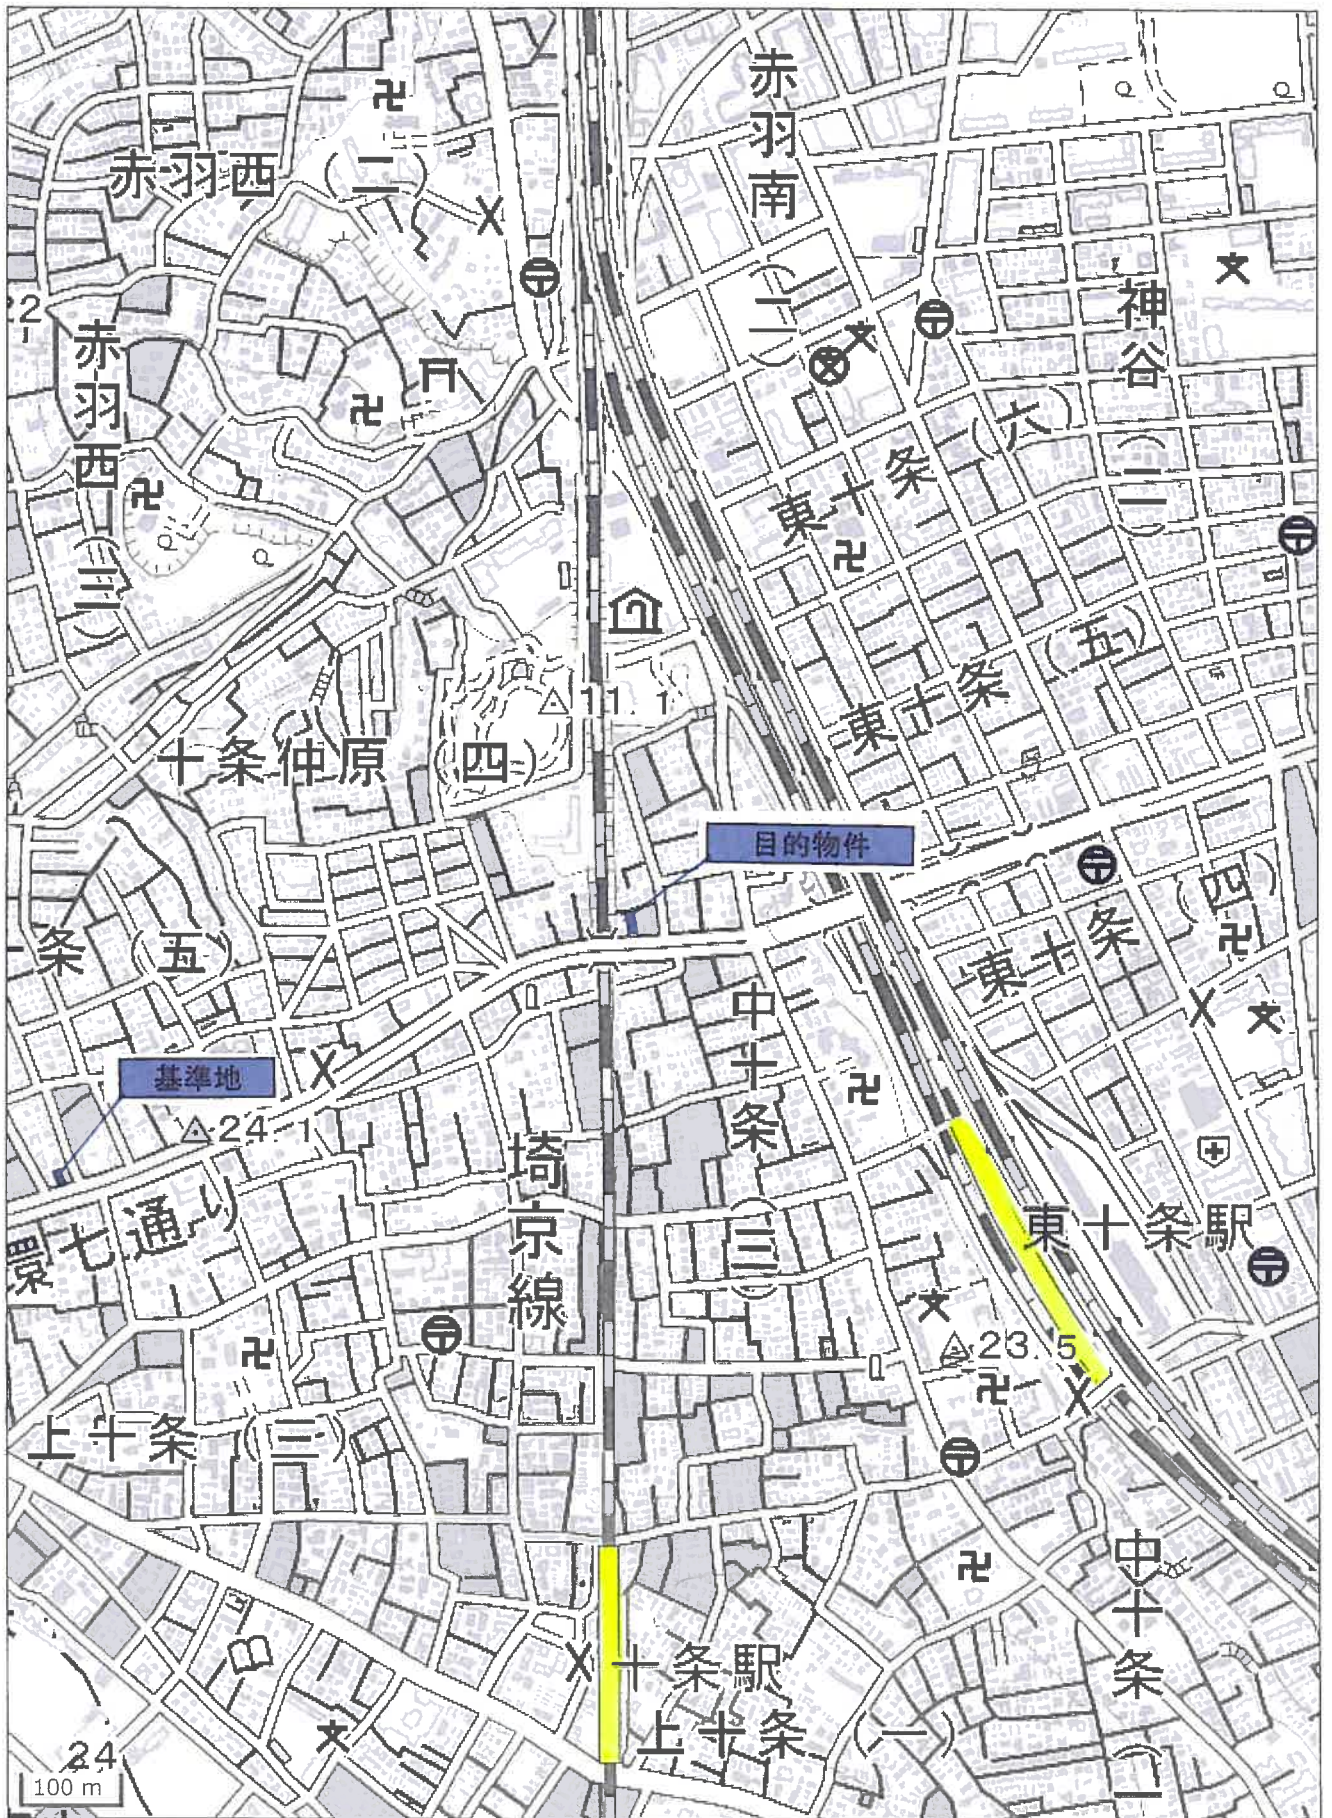 赤羽南
(二)
赤羽西 (二)
神谷
(二)
22
赤羽西
(三)
東十条 (六)
東十条 (五)
11.1
十条仲原 (四)
目的物件
東十条 (四)
条 (五)
中十条
(三)
基準地
24.1
埼京線
環七通り
東十条駅
23.5
上十条 (三)
中十条
十条駅
上十条 (一)
24
100 m